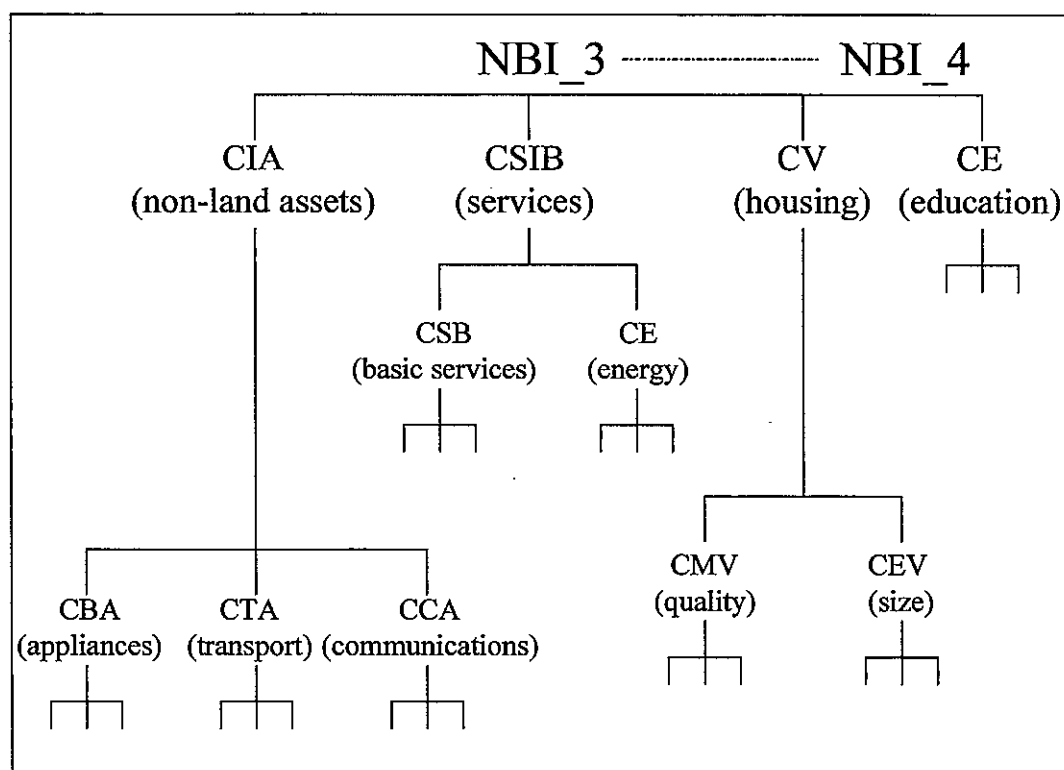 NBI_3 NBI_4
CIA CSIB CV CE
(non-land assets) (services) (housing) (education)
CSB CE
(basic services) (energy)
CMV CEV
(quality) (size)
CBA CTA CCA
(appliances) (transport) (communications)